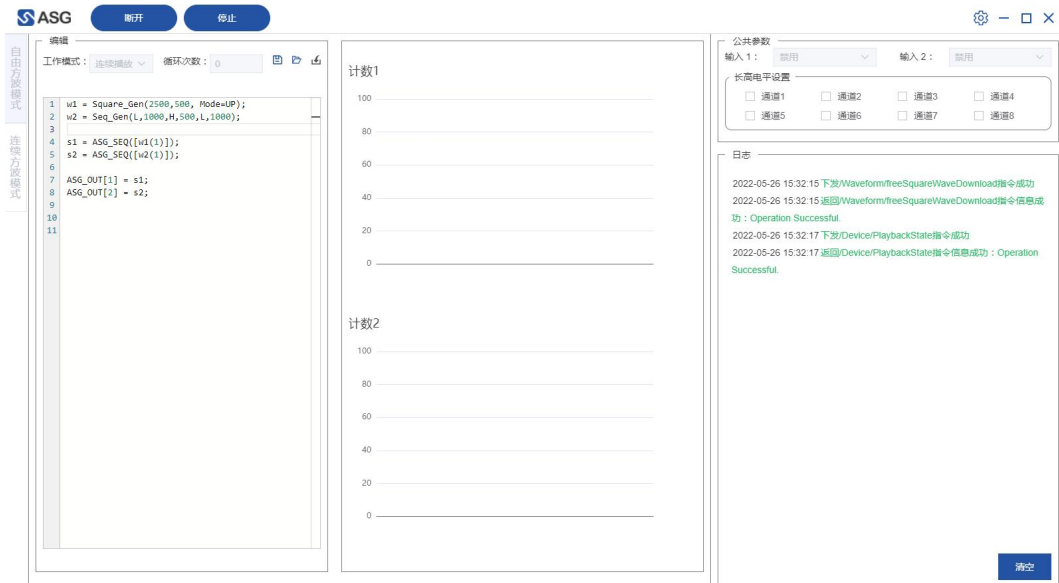 ASG
断开
停止
自由方波模式
连续方波模式
编辑
工作模式： 连续播放 循环次数： 0
1 w1 = Square_Gen(2500,500, Mode=UP);
2 w2 = Seq_Gen(L,1000,H,500,L,1000);
3
4 s1 = ASG_SEQ([w1(1)]);
5 s2 = ASG_SEQ([w2(1)]);
6
7 ASG_OUT[1] = s1;
8 ASG_OUT[2] = s2;
9
10
11
计数1
100
80
60
40
20
0
计数2
100
80
60
40
20
0
公共参数
输入 1： 禁用 输入 2： 禁用
长高电平设置
通道1 通道2 通道3 通道4
通道5 通道6 通道7 通道8
日志
2022-05-26 15:32:15 下发/Waveform/freeSquareWaveDownload指令成功
2022-05-26 15:32:15 返回/Waveform/freeSquareWaveDownload指令信息成
功：Operation Successful.
2022-05-26 15:32:17 下发/Device/PlaybackState指令成功
2022-05-26 15:32:17 返回/Device/PlaybackState指令信息成功：Operation
Successful.
清空